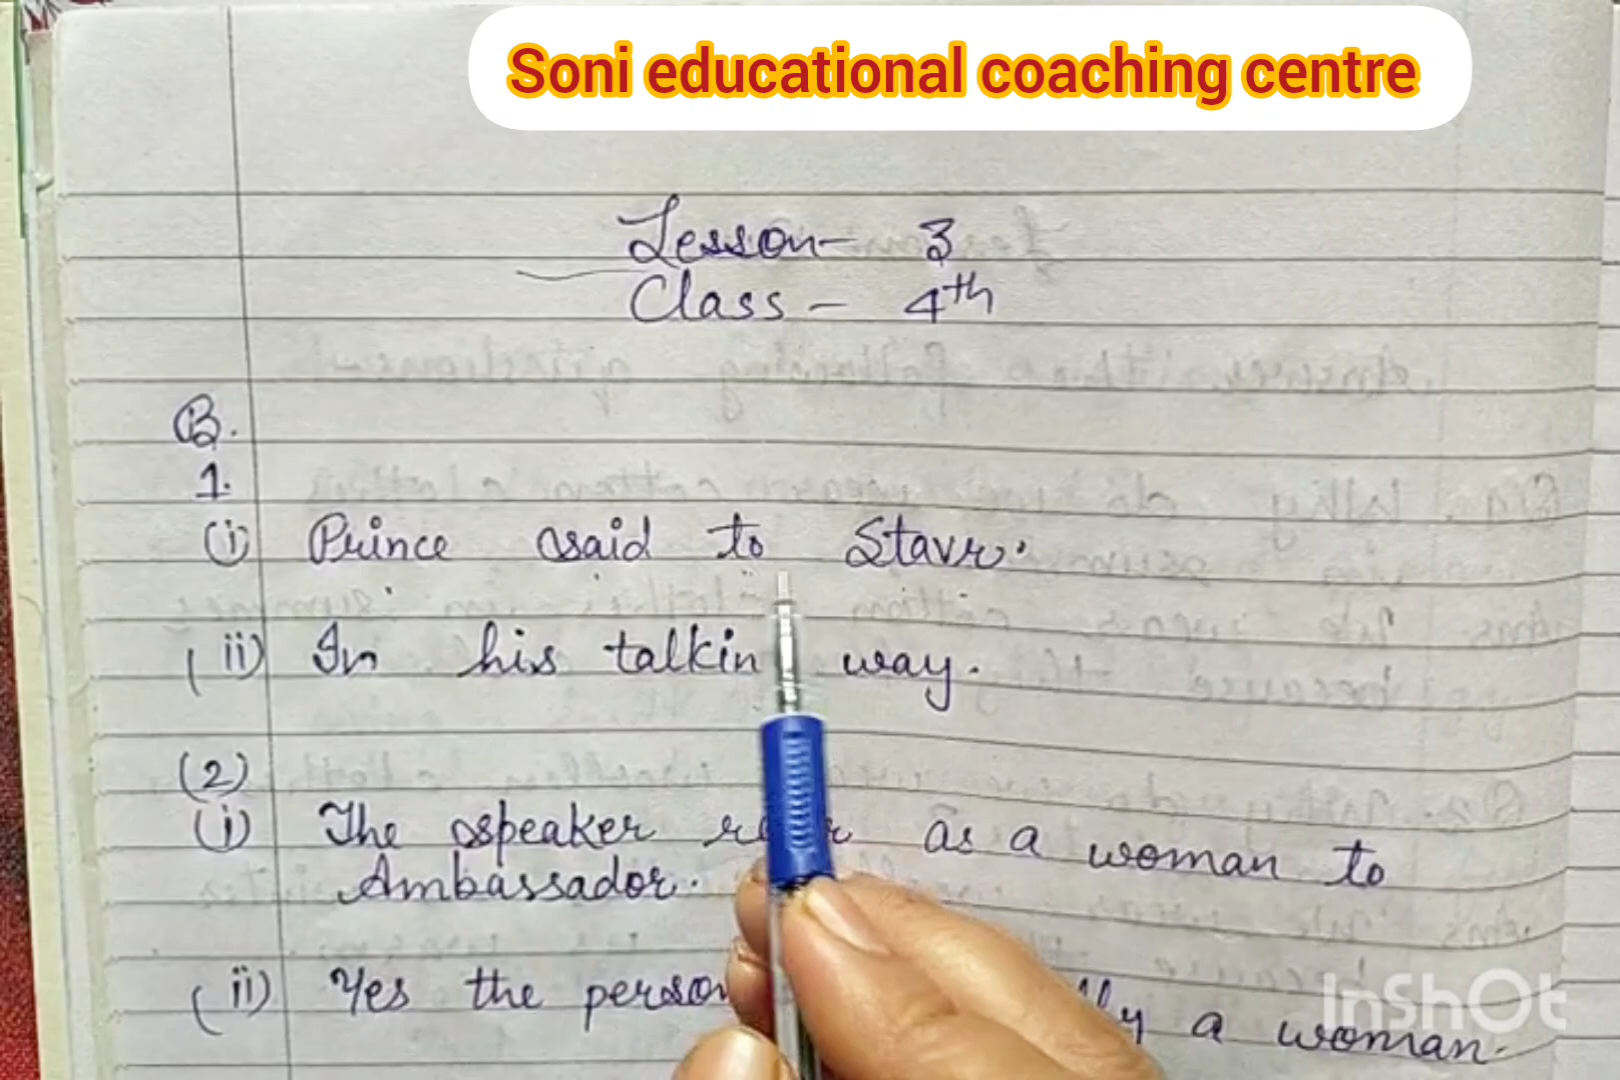 Soni educational coaching centre
Lesson - 3
Class - 4th
B.
1.
(i) Prince said to Stavr.
(ii) In his talkin way.
(2)
(i) The speaker as a woman to
Ambassador.
(ii) Yes the person a woman.
InShOt